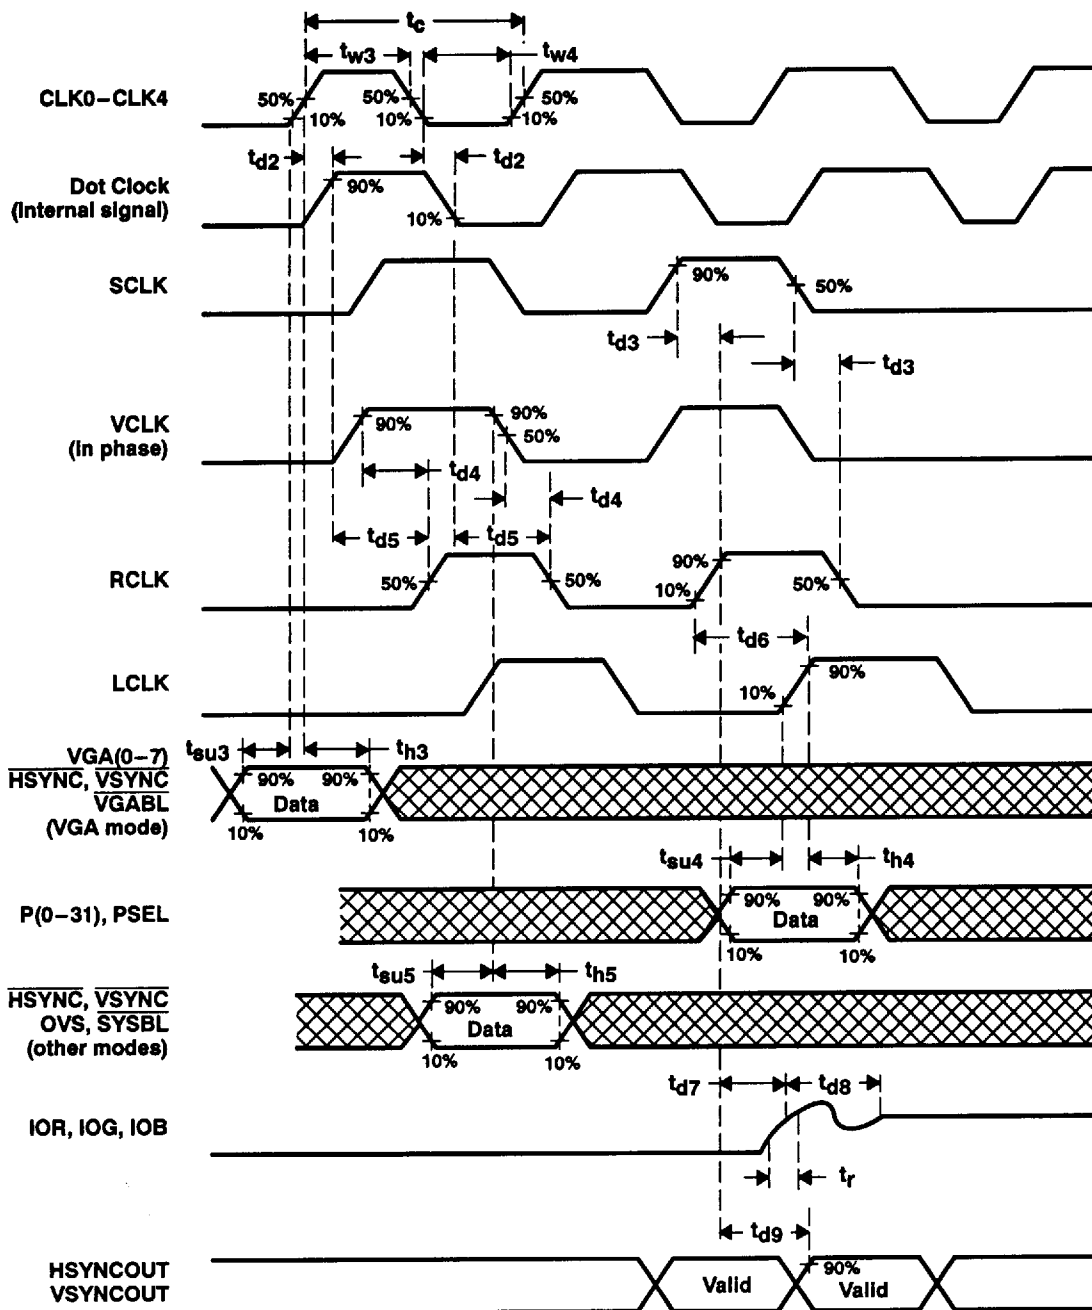 tc
tw3 tw4
CLK0–CLK4
50% 50% 50%
10% 10% 10%
td2 td2
Dot Clock
(internal signal)
90%
10%
SCLK
90%
50%
td3
td3
VCLK
(in phase)
90% 90%
50%
td4
td4
td5 td5
RCLK
50% 50%
90%
10%
50%
td6
LCLK
90%
10%
VGA(0–7)
HSYNC, VSYNC
VGABL
(VGA mode)
tsu3 th3
90% 90%
Data
10% 10%
tsu4 th4
P(0–31), PSEL
90% 90%
Data
10% 10%
tsu5 th5
HSYNC, VSYNC
OVS, SYSBL
(other modes)
90% 90%
Data
10% 10%
td7 td8
IOR, IOG, IOB
tr
td9
HSYNCOUT
VSYNCOUT
Valid
90%
Valid